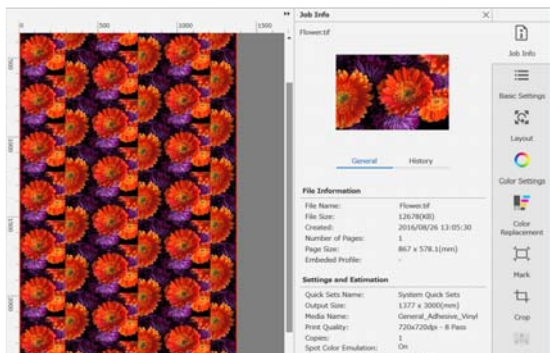 0 500 1000 1500
500
1000
1500
2000
Job Info
Flower.tif
General History
File Information
File Name: Flower.tif
File Size: 12678(KB)
Created: 2016/08/26 13:05:30
Number of Pages: 1
Page Size: 867 x 578.1(mm)
Embeded Profile: -
Settings and Estimation
Quick Sets Name: System Quick Sets
Output Size: 1377 x 3000(mm)
Media Name: General_Adhesive_Vinyl
Print Quality: 720x720dpi - 8 Pass
Copies: 1
Spot Color Emulation: On
Job Info
Basic Settings
Layout
Color Settings
Color
Replacement
Mark
Crop